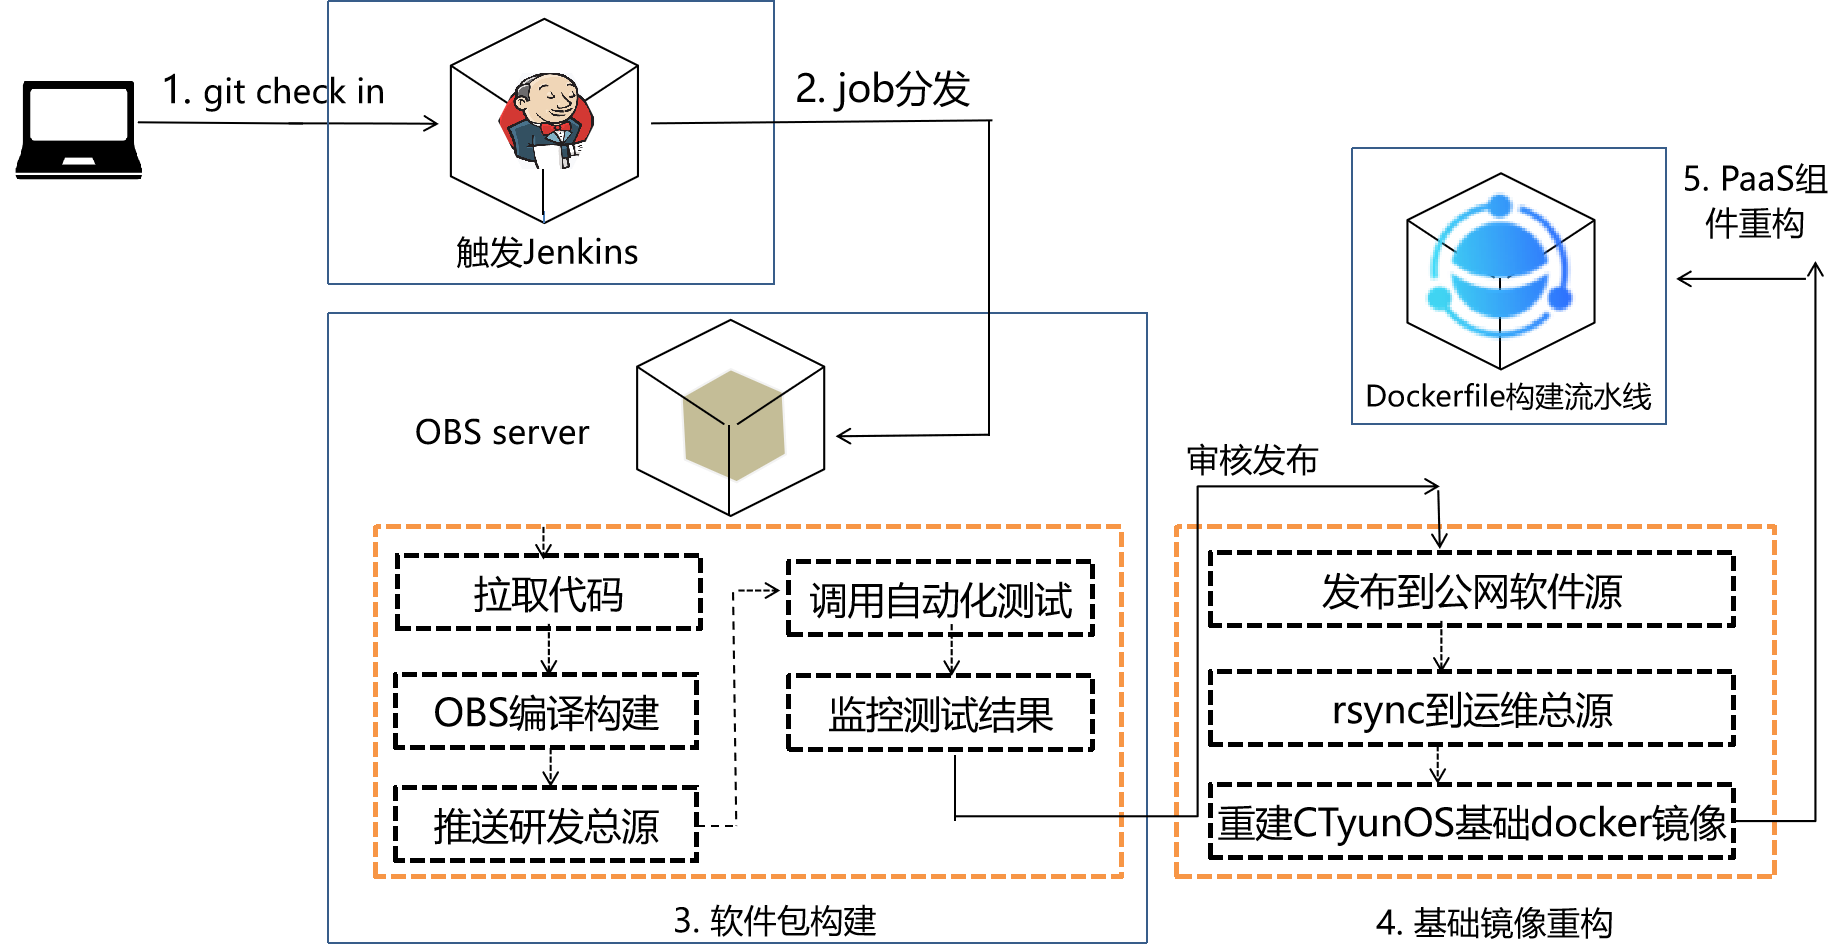 1. git check in
触发Jenkins
2. job分发
OBS server
拉取代码
OBS编译构建
推送研发总源
调用自动化测试
监控测试结果
3. 软件包构建
审核发布
发布到公网软件源
rsync到运维总源
重建CTyunOS基础docker镜像
4. 基础镜像重构
5. PaaS组
件重构
Dockerfile构建流水线